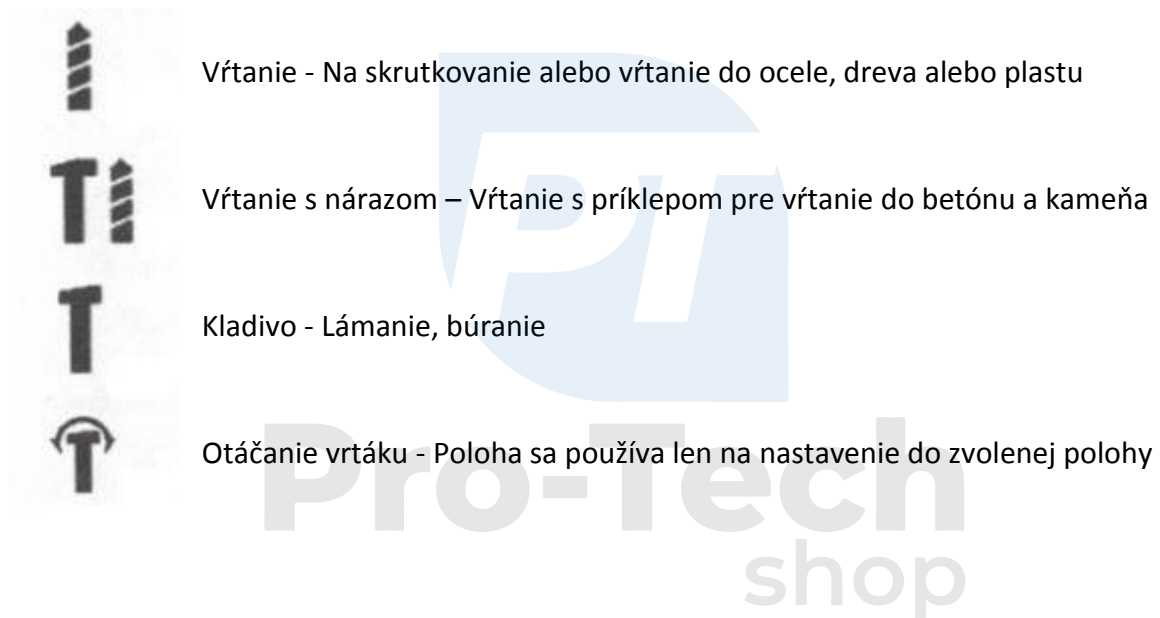 Vŕtanie - Na skrutkovanie alebo vŕtanie do ocele, dreva alebo plastu
Vŕtanie s nárazom – Vŕtanie s príklepom pre vŕtanie do betónu a kameňa
Kladivo - Lámanie, búranie
Otáčanie vrtáku - Poloha sa používa len na nastavenie do zvolenej polohy
PT
Pro-Tech
shop